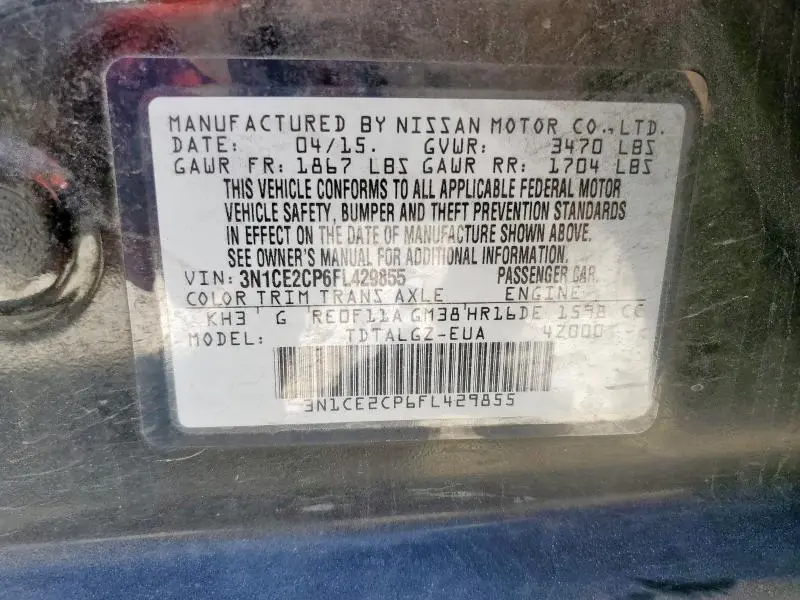 MANUFACTURED BY NISSAN MOTOR CO., LTD.
DATE: 04/15. GVWR: 3470 LBS
GAWR FR: 1867 LBS GAWR RR: 1704 LBS
THIS VEHICLE CONFORMS TO ALL APPLICABLE FEDERAL MOTOR
VEHICLE SAFETY, BUMPER AND THEFT PREVENTION STANDARDS
IN EFFECT ON THE DATE OF MANUFACTURE SHOWN ABOVE.
SEE OWNER'S MANUAL FOR ADDITIONAL INFORMATION.
VIN: 3N1CE2CP6FL429855 PASSENGER CAR.
COLOR TRIM TRANS AXLE ENGINE
KH3 ' G RE0F11A GM38'HR16DE 1598 CC
MODEL: TDTALGZ-EUA 4Z000
3N1CE2CP6FL429855